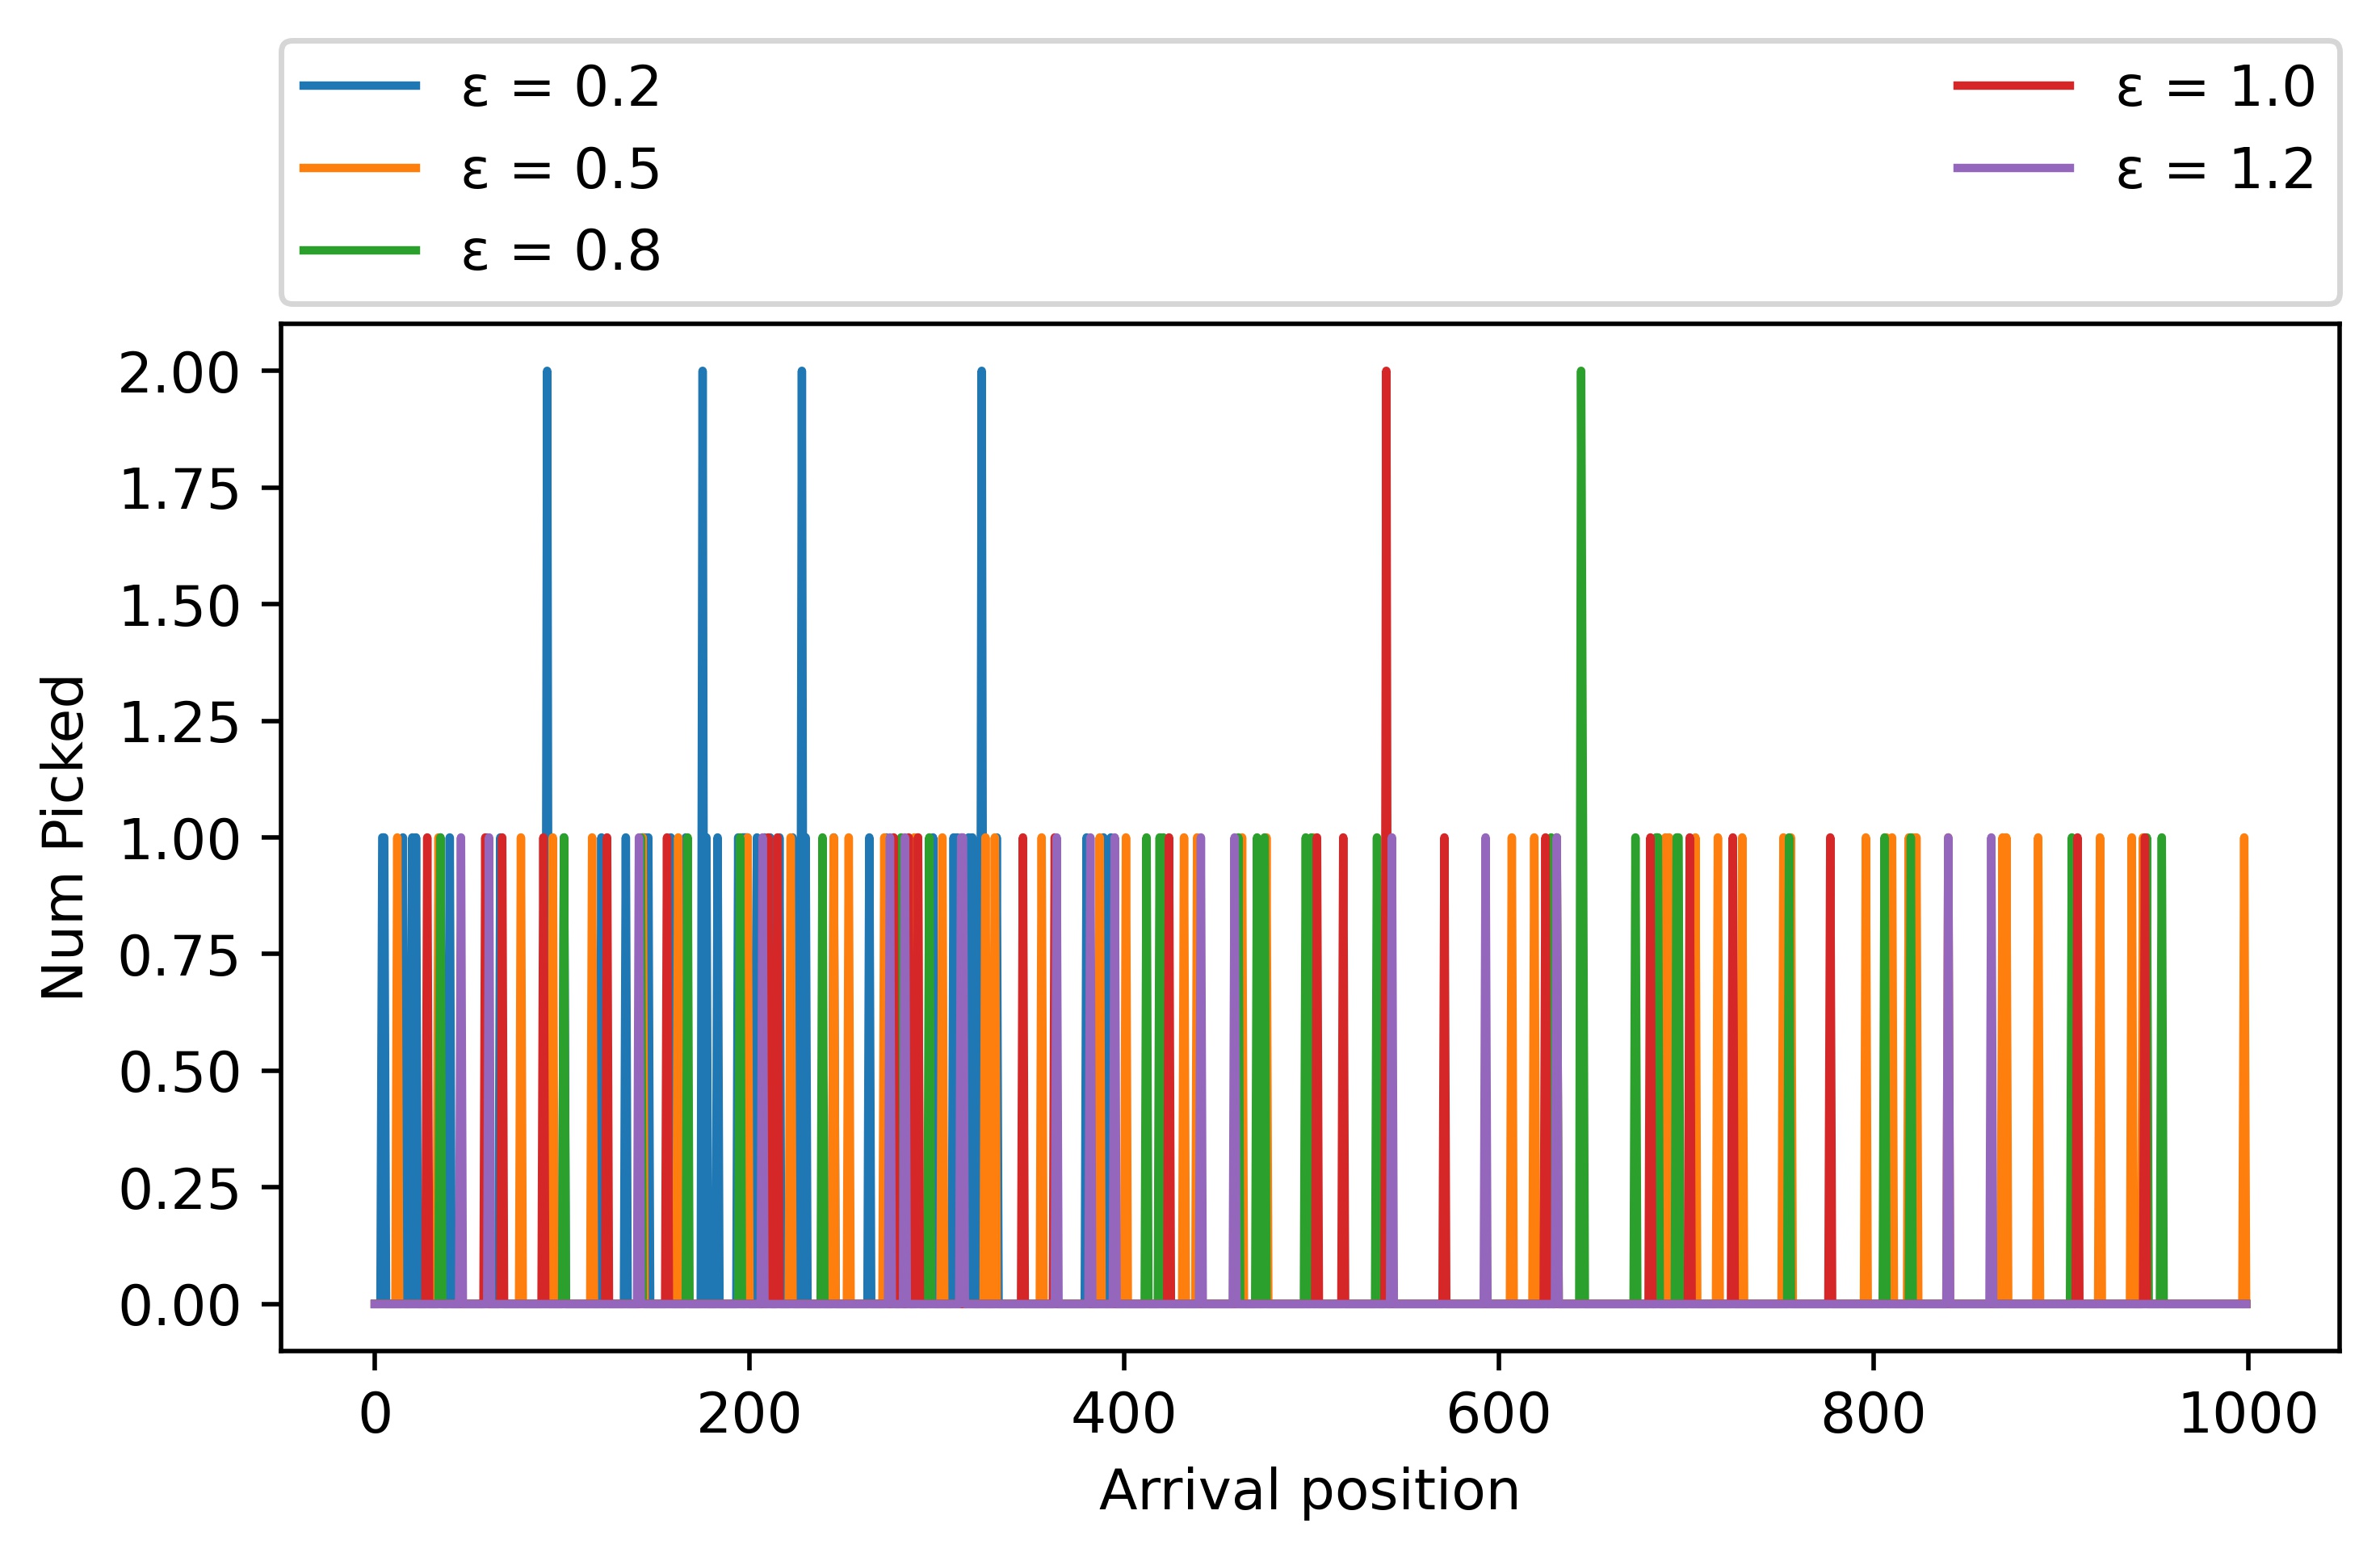 ε = 0.2
ε = 0.5
ε = 0.8
ε = 1.0
ε = 1.2
2.00
1.75
1.50
1.25
1.00
0.75
0.50
0.25
0.00
Num Picked
0 200 400 600 800 1000
Arrival position